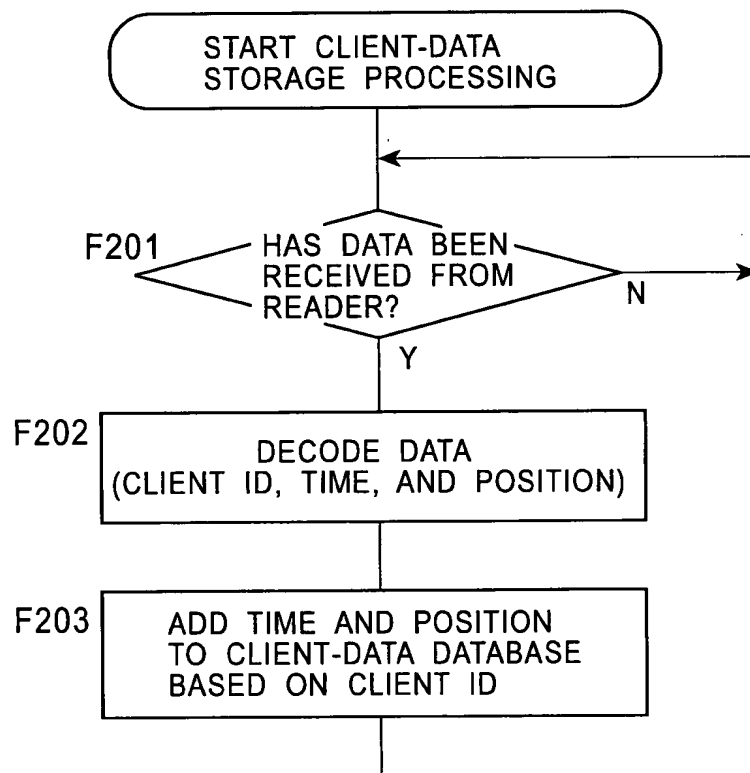 START CLIENT-DATA
STORAGE PROCESSING
F201
HAS DATA BEEN
RECEIVED FROM
READER?
N
Y
F202
DECODE DATA
(CLIENT ID, TIME, AND POSITION)
F203
ADD TIME AND POSITION
TO CLIENT-DATA DATABASE
BASED ON CLIENT ID